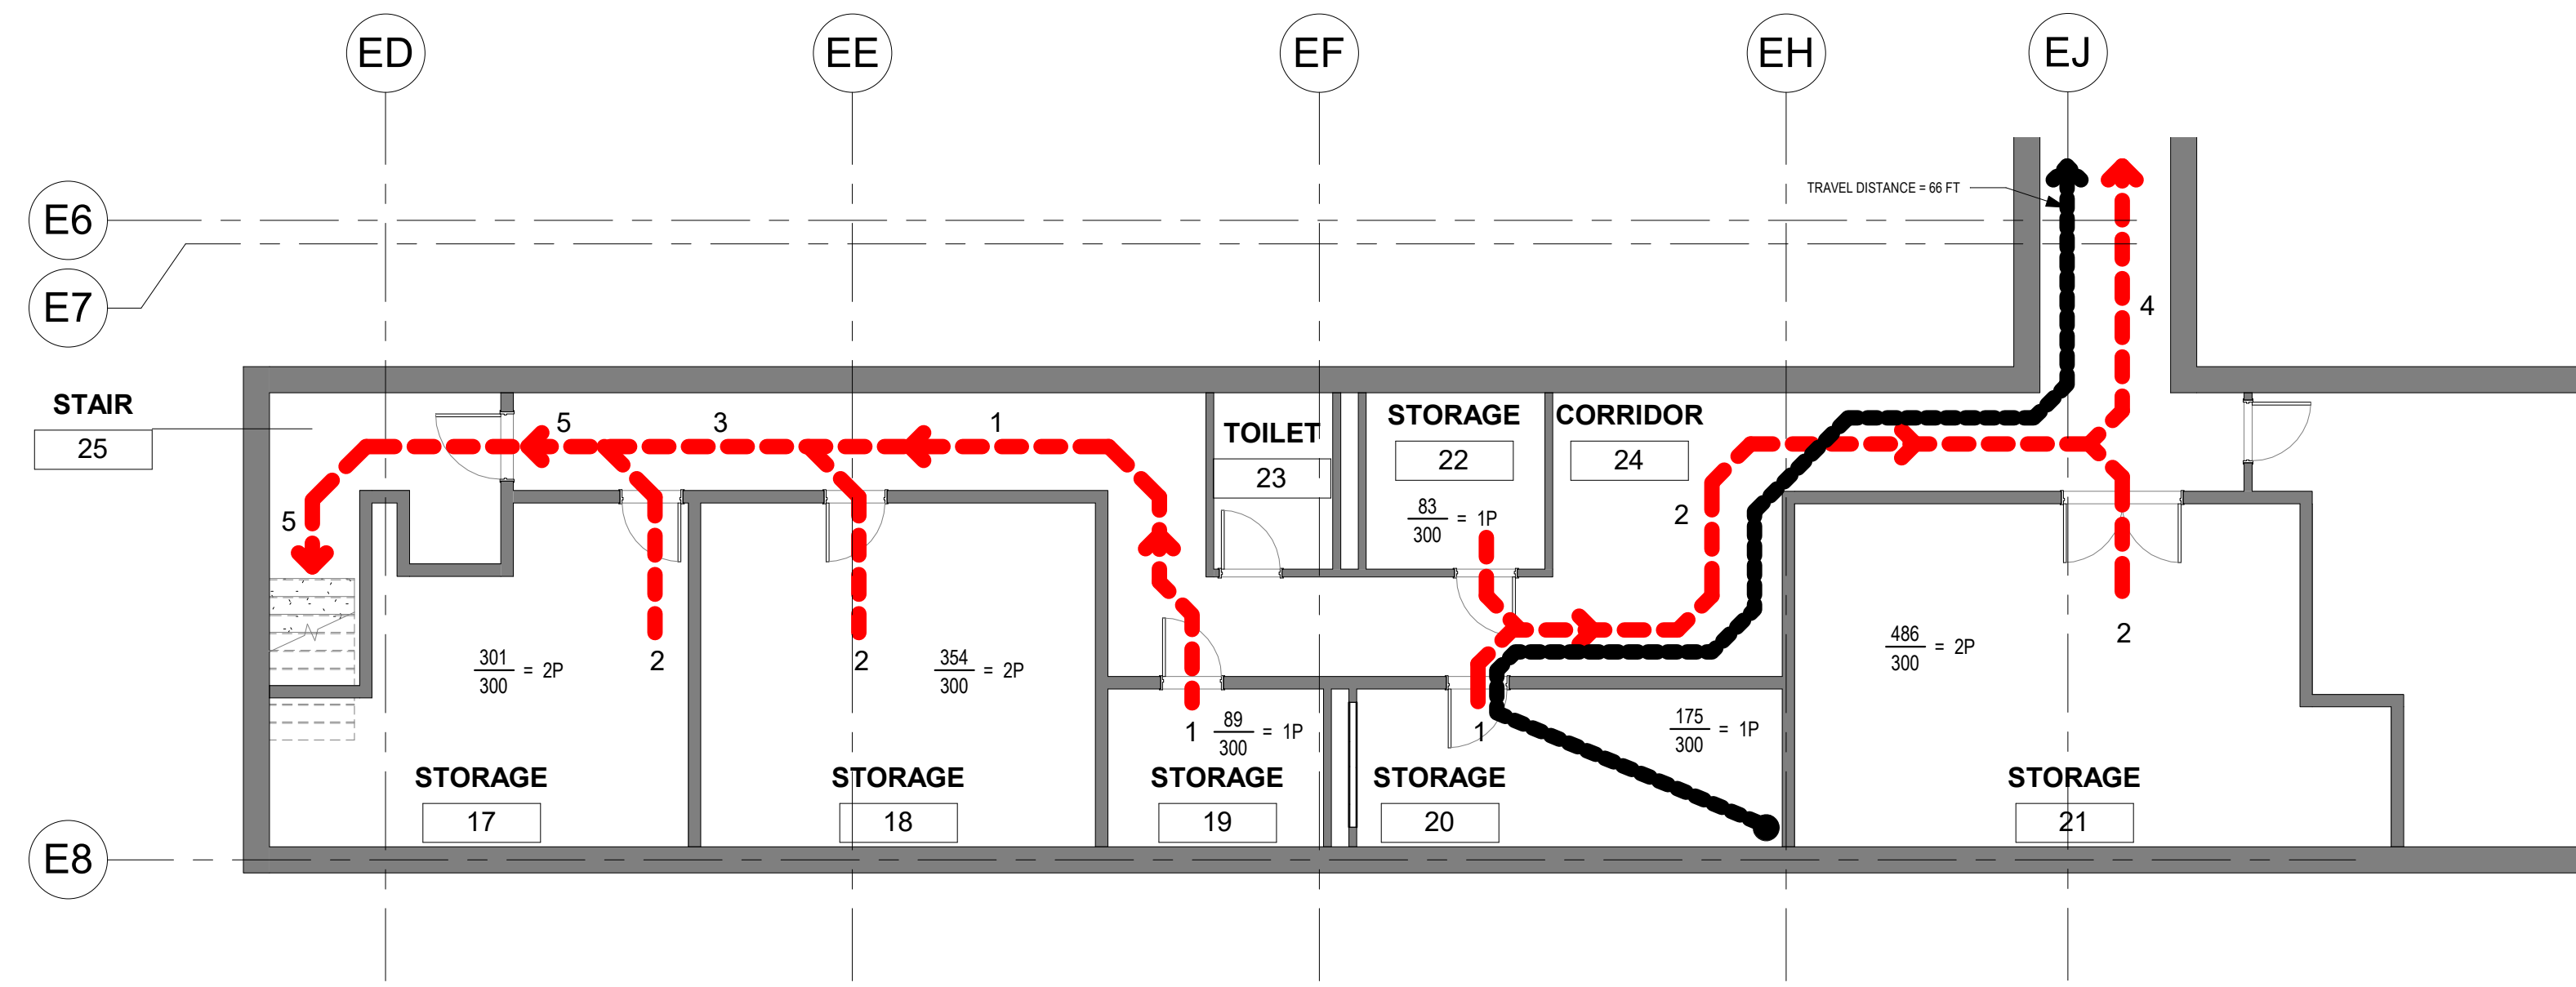 ED
EE
EF
EH
EJ
TRAVEL DISTANCE = 66 FT
E6
E7
4
STAIR
25
5
3
1
TOILET
23
STORAGE
22
CORRIDOR
24
83
300
= 1P
2
5
301
300
= 2P
2
2
354
300
= 2P
1
89
300
= 1P
1
175
300
= 1P
486
300
= 2P
2
STORAGE
17
STORAGE
18
STORAGE
19
STORAGE
20
STORAGE
21
E8